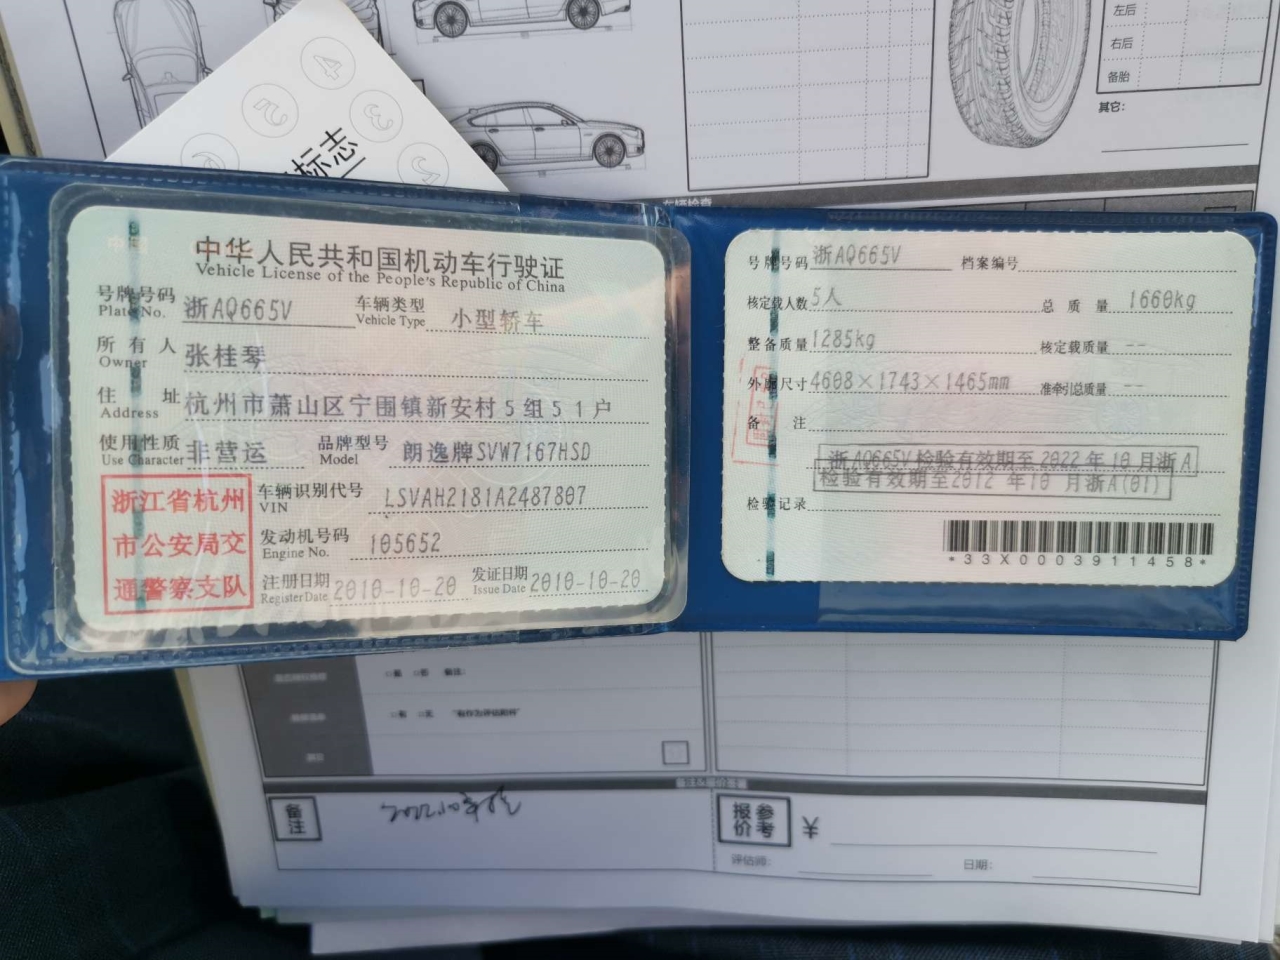 左后
右后
备胎
其它:
4
3
5
2
标志
中华人民共和国机动车行驶证
Vehicle License of the People's Republic of China
号牌号码 浙AQ665V 车辆类型 小型轿车
Plate No. Vehicle Type
所有人 张桂琴
Owner
住址 杭州市萧山区宁围镇新安村5组51户
Address
使用性质 非营运 品牌型号 朗逸牌SVW7167HSD
Use Character Model
浙江省杭州
市公安局交
通警察支队
车辆识别代号 LSVAH2181A2487807
VIN
发动机号码 105652
Engine No.
注册日期 2010-10-20 发证日期 2010-10-20
Register Date Issue Date
号牌号码 浙AQ665V 档案编号
核定载人数 5人 总质量 1660kg
整备质量 1285kg 核定载质量 --
外廓尺寸 4608×1743×1465mm 准牵引总质量 --
备注
浙AQ665V检验有效期至2022年10月浙A
检验有效期至2012年10月浙A(01)
检验记录
*33X0003911458*
备注
报价参考 ¥
评估师: 日期: